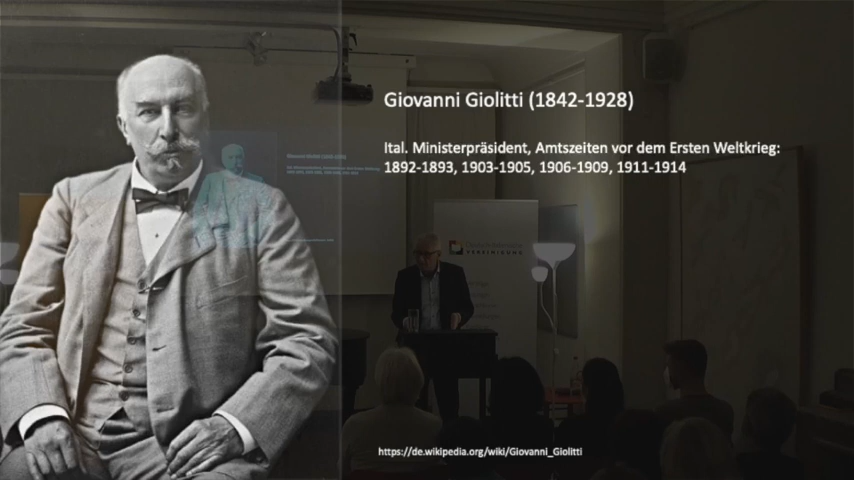 Giovanni Giolitti (1842-1928)
Ital. Ministerpräsident, Amtszeiten vor dem Ersten Weltkrieg:
1892-1893, 1903-1905, 1906-1909, 1911-1914
VEREINIGUNG
https://de.wikipedia.org/wiki/Giovanni_Giolitti